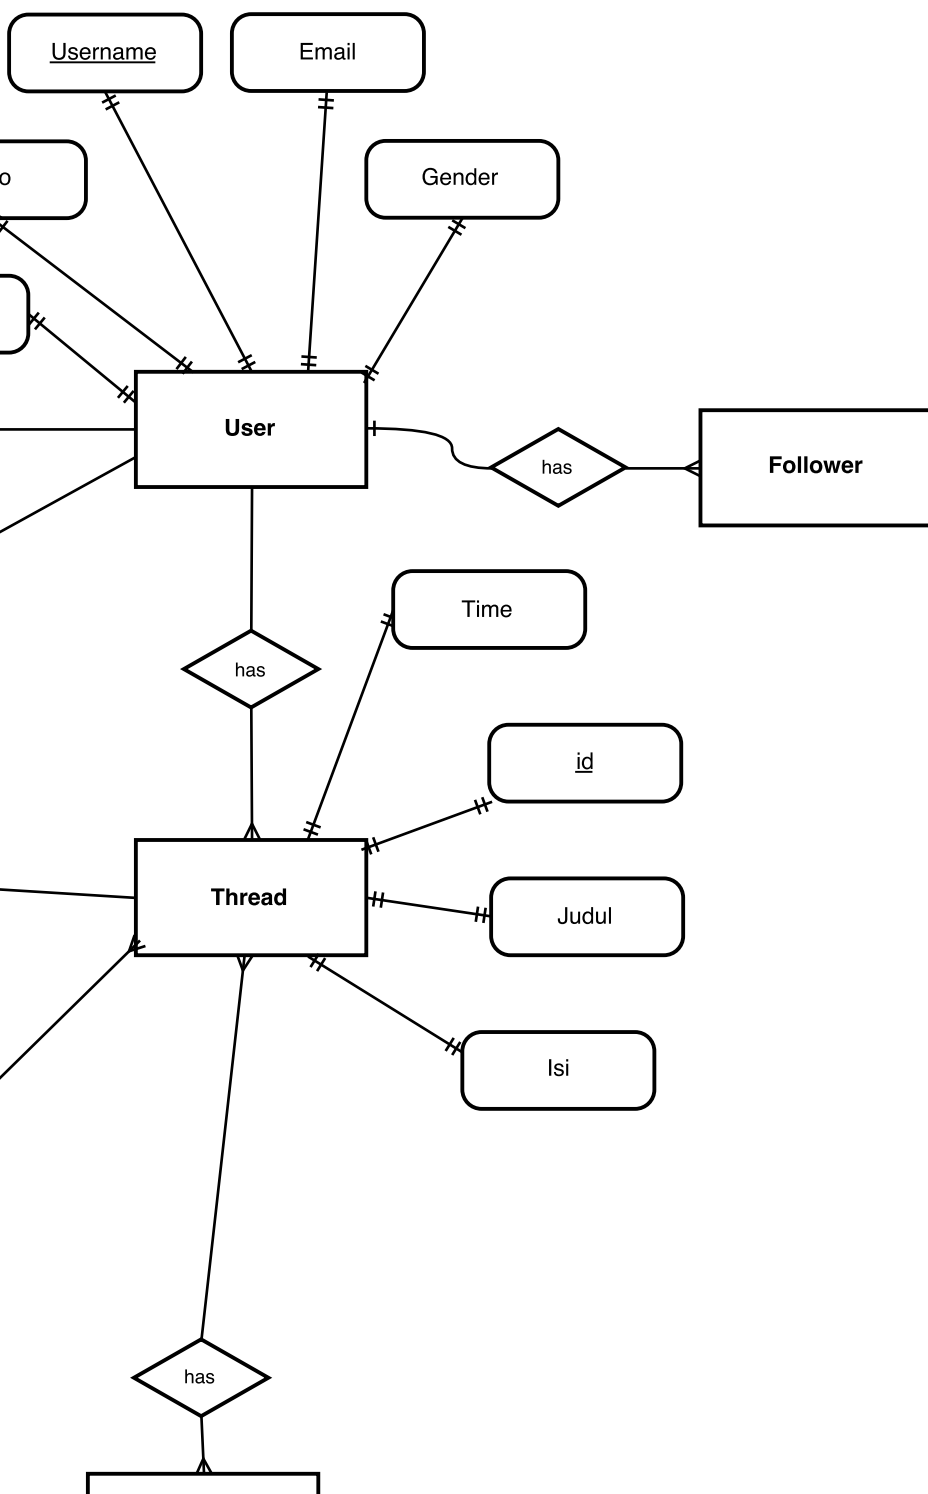 Username
Email
Gender
User
has
Follower
Time
has
id
Thread
Judul
Isi
has